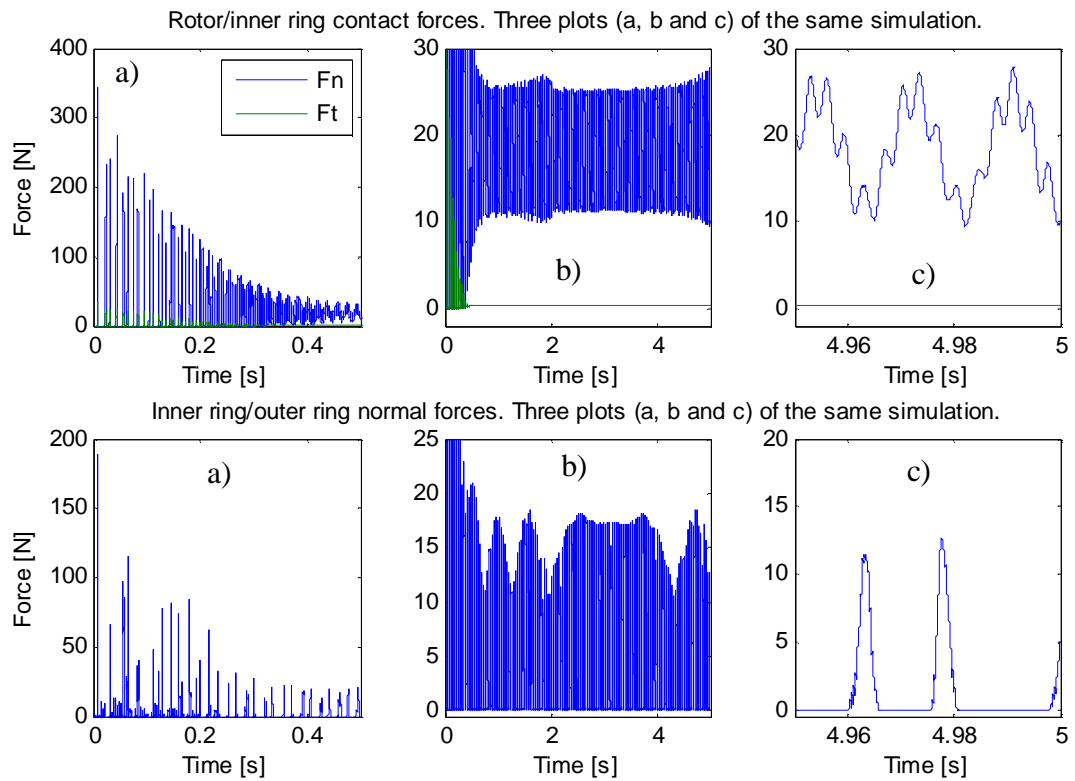 Rotor/inner ring contact forces. Three plots (a, b and c) of the same simulation.
Force [N]
400
300
200
100
0
a)
Fn
Ft
0
0.2
0.4
Time [s]
30
20
10
0
b)
0
2
4
Time [s]
30
20
10
0
c)
4.96
4.98
5
Time [s]
Inner ring/outer ring normal forces. Three plots (a, b and c) of the same simulation.
Force [N]
200
150
100
50
0
a)
0
0.2
0.4
Time [s]
25
20
15
10
5
0
b)
0
2
4
Time [s]
20
15
10
5
0
c)
4.96
4.98
5
Time [s]